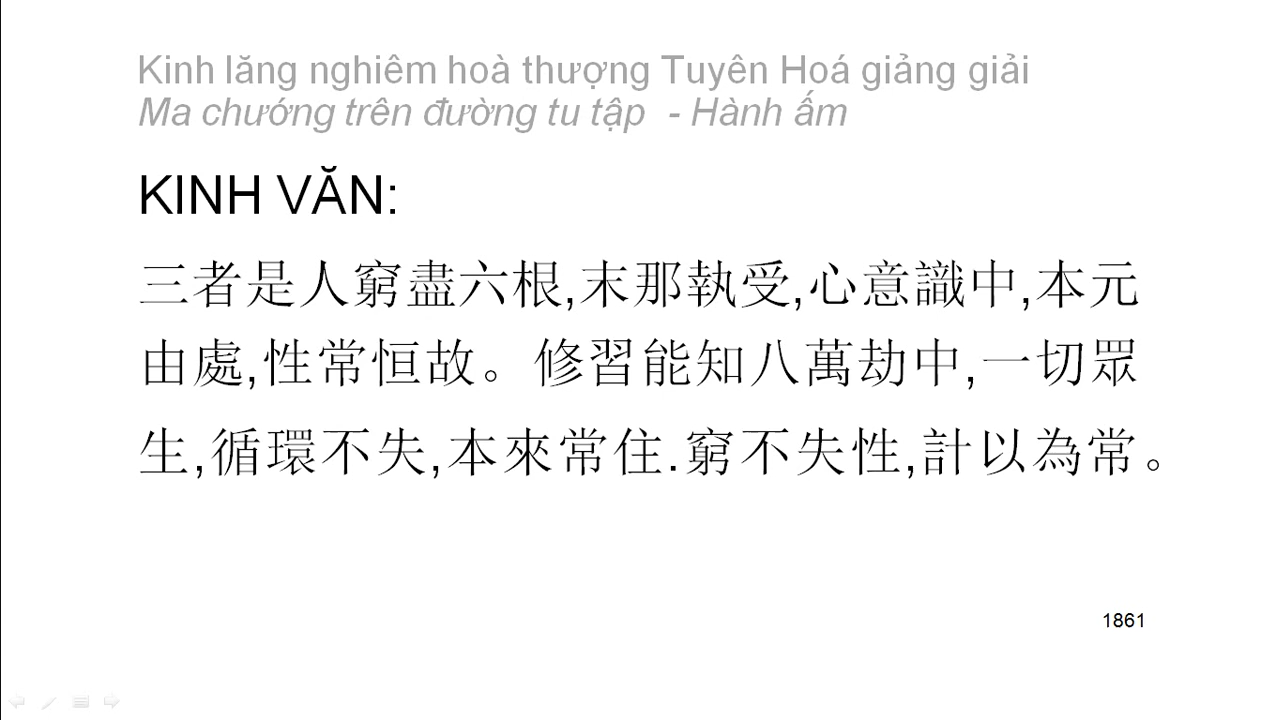 Kinh lăng nghiêm hoà thượng Tuyên Hoá giảng giải
Ma chướng trên đường tu tập - Hành ấm
KINH VĂN:
三者是人窮盡六根,末那執受,心意識中,本元
由處,性常恒故。修習能知八萬劫中,一切眾
生,循環不失,本來常住.窮不失性,計以為常。
1861